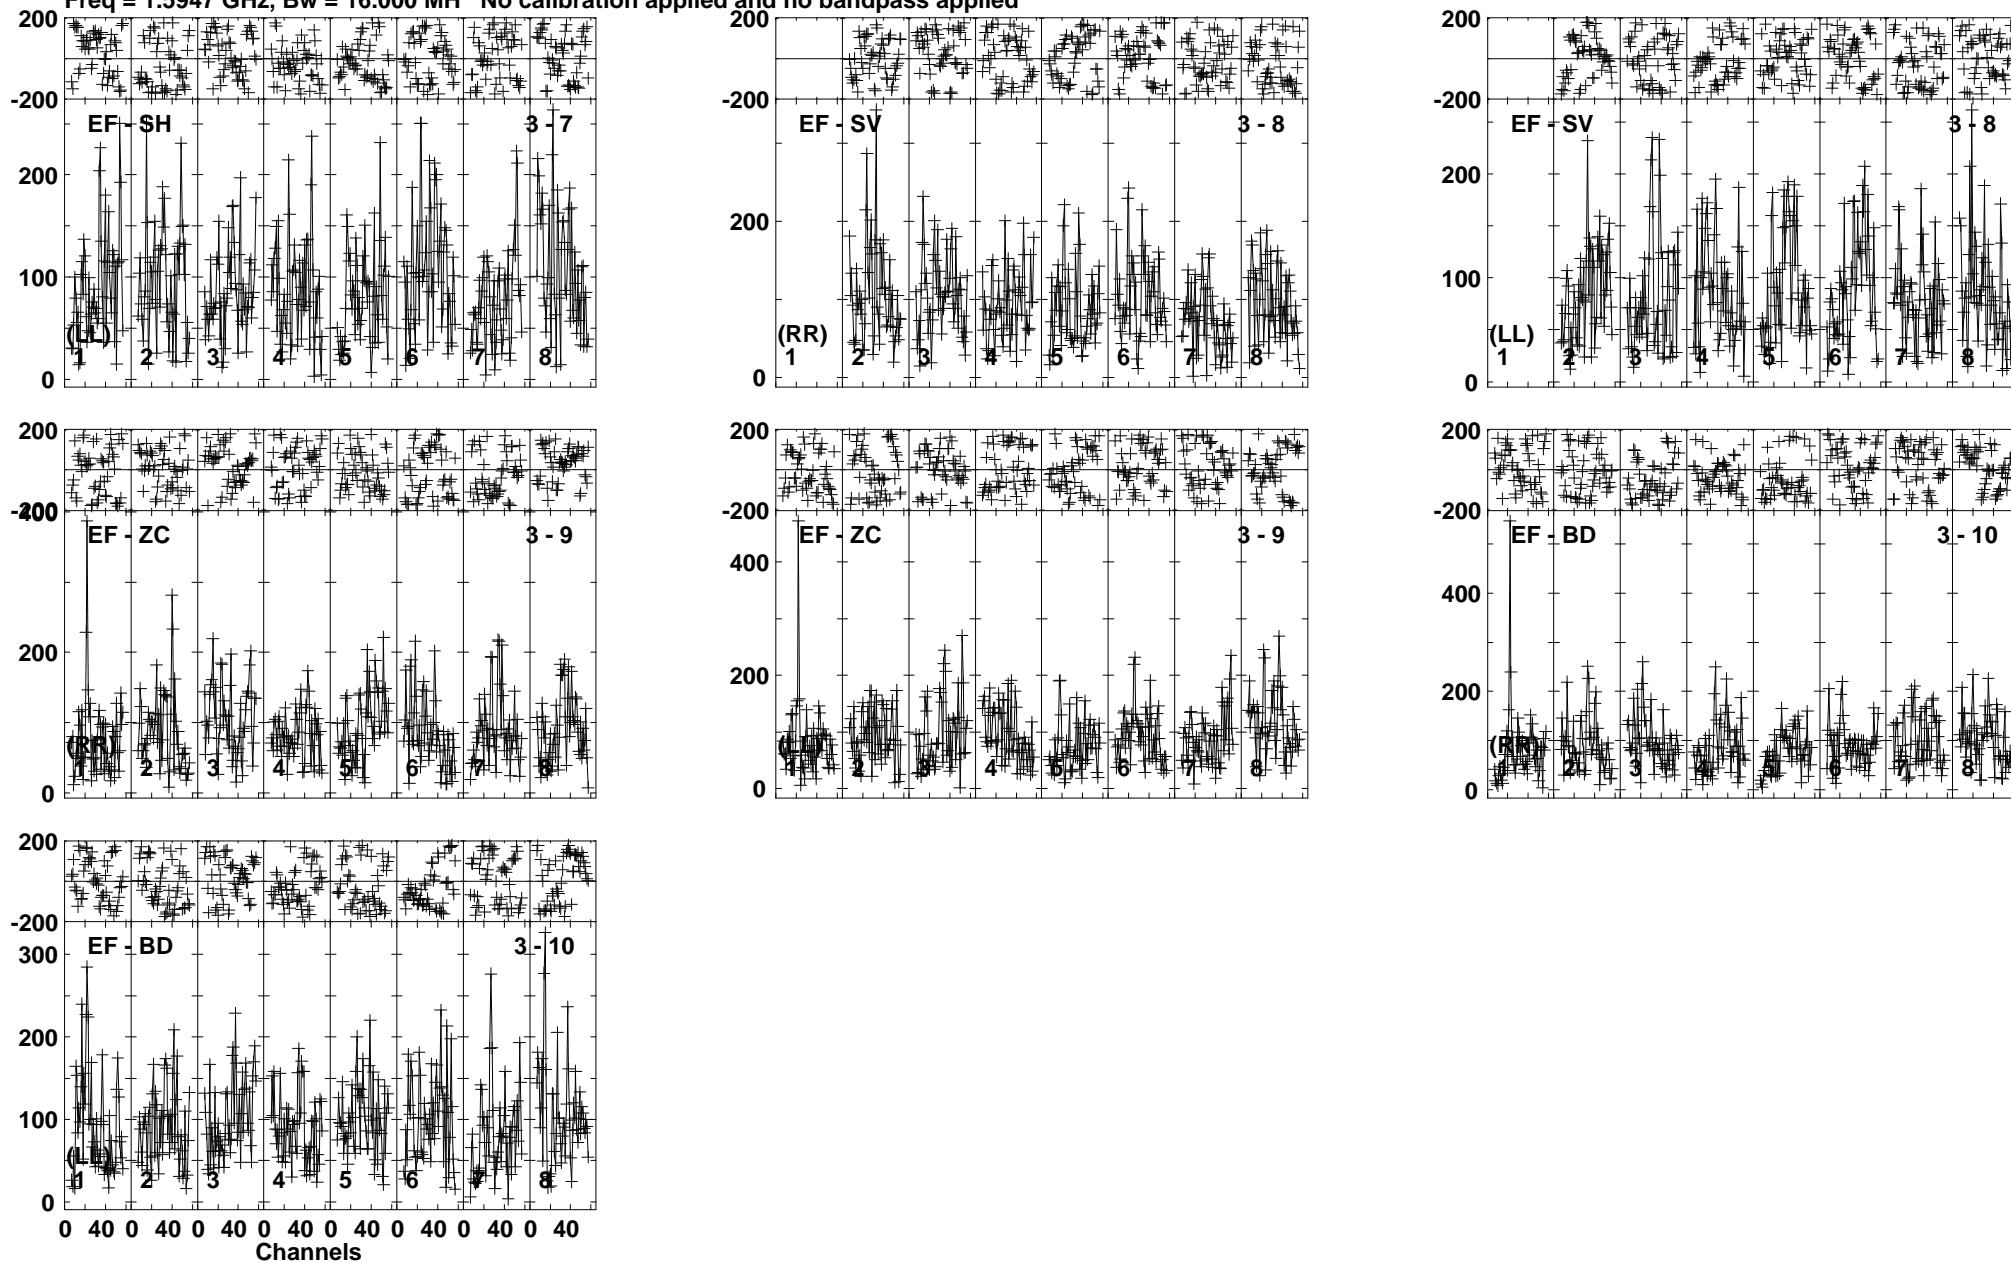 Freq = 1.5947 GHz, Bw = 16.000 MH No calibration applied and no bandpass applied
200
-200
EF - SH 3 - 7
200
100
(LL)
1 2 3 4 5 6 7 8
0
200
-200
EF - SV 3 - 8
200
(RR)
1 2 3 4 5 6 7 8
0
200
-200
EF - SV 3 - 8
200
100
(LL)
1 2 3 4 5 6 7 8
0
200
-200
400
EF - ZC 3 - 9
200
(RR)
1 2 3 4 5 6 7 8
0
200
-200
EF - ZC 3 - 9
400
200
(LL)
1 2 3 4 5 6 7 8
0
200
-200
EF - BD 3 - 10
400
200
(RR)
1 2 3 4 5 6 7 8
0
200
-200
EF - BD 3 - 10
300
200
100
(LL)
1 2 3 4 5 6 7 8
0
0 40 0 40 0 40 0 40 0 40 0 40 0 40 0 40
Channels